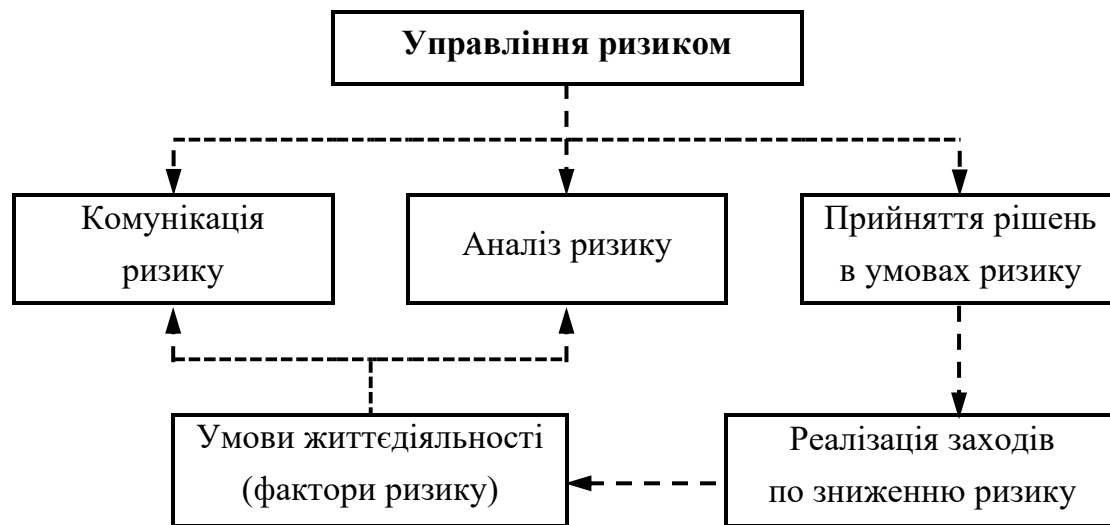 Управління ризиком
Комунікація
ризику
Аналіз ризику
Прийняття рішень
в умовах ризику
Умови життєдіяльності
(фактори ризику)
Реалізація заходів
по зниженню ризику